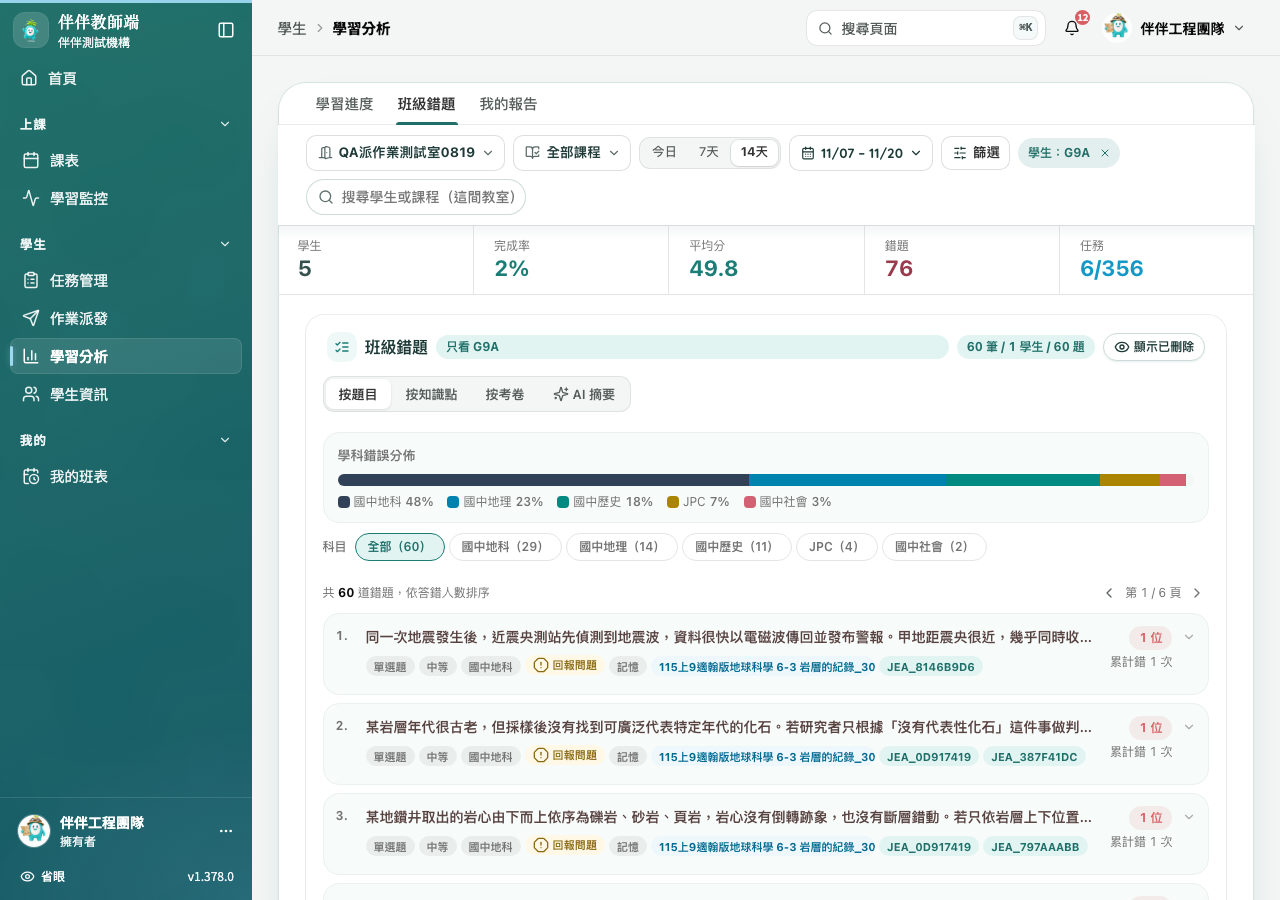 伴伴教師端
伴伴測試機構
首頁
上課
課表
學習監控
學生
任務管理
作業派發
學習分析
學生資訊
我的
我的班表
伴伴工程團隊
擁有者
省眼
v1.378.0
學生 > 學習分析
搜尋頁面 ⌘K
12
伴伴工程團隊
學習進度 班級錯題 我的報告
QA派作業測試室0819 全部課程 今日 7天 14天 11/07 – 11/20 篩選 學生：G9A ×
搜尋學生或課程（這間教室）
學生 完成率 平均分 錯題 任務
5 2% 49.8 76 6/356
班級錯題 只看 G9A 60 筆 / 1 學生 / 60 題 顯示已刪除
按題目 按知識點 按考卷 AI 摘要
學科錯誤分佈
國中地科 48% 國中地理 23% 國中歷史 18% JPC 7% 國中社會 3%
科目 全部（60） 國中地科（29） 國中地理（14） 國中歷史（11） JPC（4） 國中社會（2）
共 60 道錯題，依答錯人數排序 第 1 / 6 頁
1. 同一次地震發生後，近震央測站先偵測到地震波，資料很快以電磁波傳回並發布警報。甲地距震央很近，幾乎同時收... 1 位
單選題 中等 國中地科 回報問題 記憶 115上9適翰版地球科學 6-3 岩層的紀錄_30 JEA_8146B9D6 累計錯 1 次
2. 某岩層年代很古老，但採樣後沒有找到可廣泛代表特定年代的化石。若研究者只根據「沒有代表性化石」這件事做判... 1 位
單選題 中等 國中地科 回報問題 記憶 115上9適翰版地球科學 6-3 岩層的紀錄_30 JEA_0D917419 JEA_387F41DC 累計錯 1 次
3. 某地鑽井取出的岩心由下而上依序為礫岩、砂岩、頁岩，岩心沒有倒轉跡象，也沒有斷層錯動。若只依岩層上下位置... 1 位
單選題 中等 國中地科 回報問題 記憶 115上9適翰版地球科學 6-3 岩層的紀錄_30 JEA_0D917419 JEA_797AAABB 累計錯 1 次